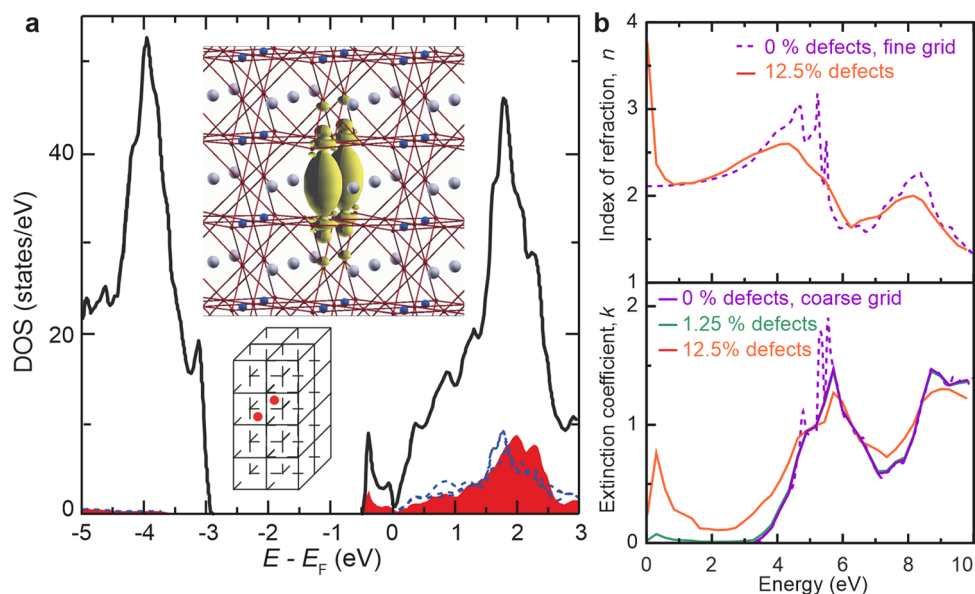 a
DOS (states/eV)
40
20
0
-5
-4
-3
-2
-1
0
1
2
3
E - EF (eV)
b
Index of refraction, n
4
3
2
1
0 % defects, fine grid
12.5% defects
Extinction coefficient, k
2
1
0
0 % defects, coarse grid
1.25 % defects
12.5% defects
0
2
4
6
8
10
Energy (eV)